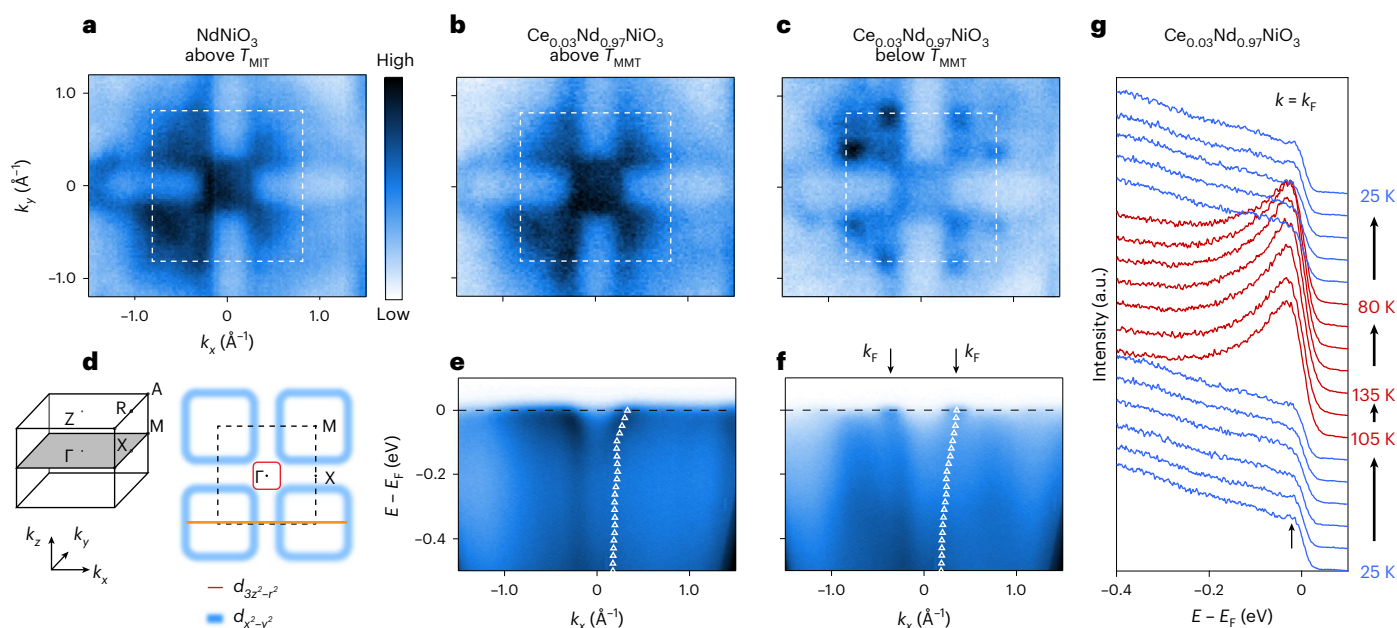 a
NdNiO3
above TMIT
High
Low
1.0
0
–1.0
ky (Å–1)
–1.0
0
1.0
kx (Å–1)
b
Ce0.03Nd0.97NiO3
above TMMT
c
Ce0.03Nd0.97NiO3
below TMMT
d
A
R
Z
M
X
Γ
kz
ky
kx
M
Γ
X
d3z2–r2
dx2–y2
e
0
–0.2
–0.4
E – EF (eV)
–1.0
0
1.0
kx (Å–1)
f
kF
kF
–1.0
0
1.0
kx (Å–1)
g
Ce0.03Nd0.97NiO3
k = kF
Intensity (a.u.)
25 K
80 K
135 K
105 K
25 K
–0.4
–0.2
0
E – EF (eV)